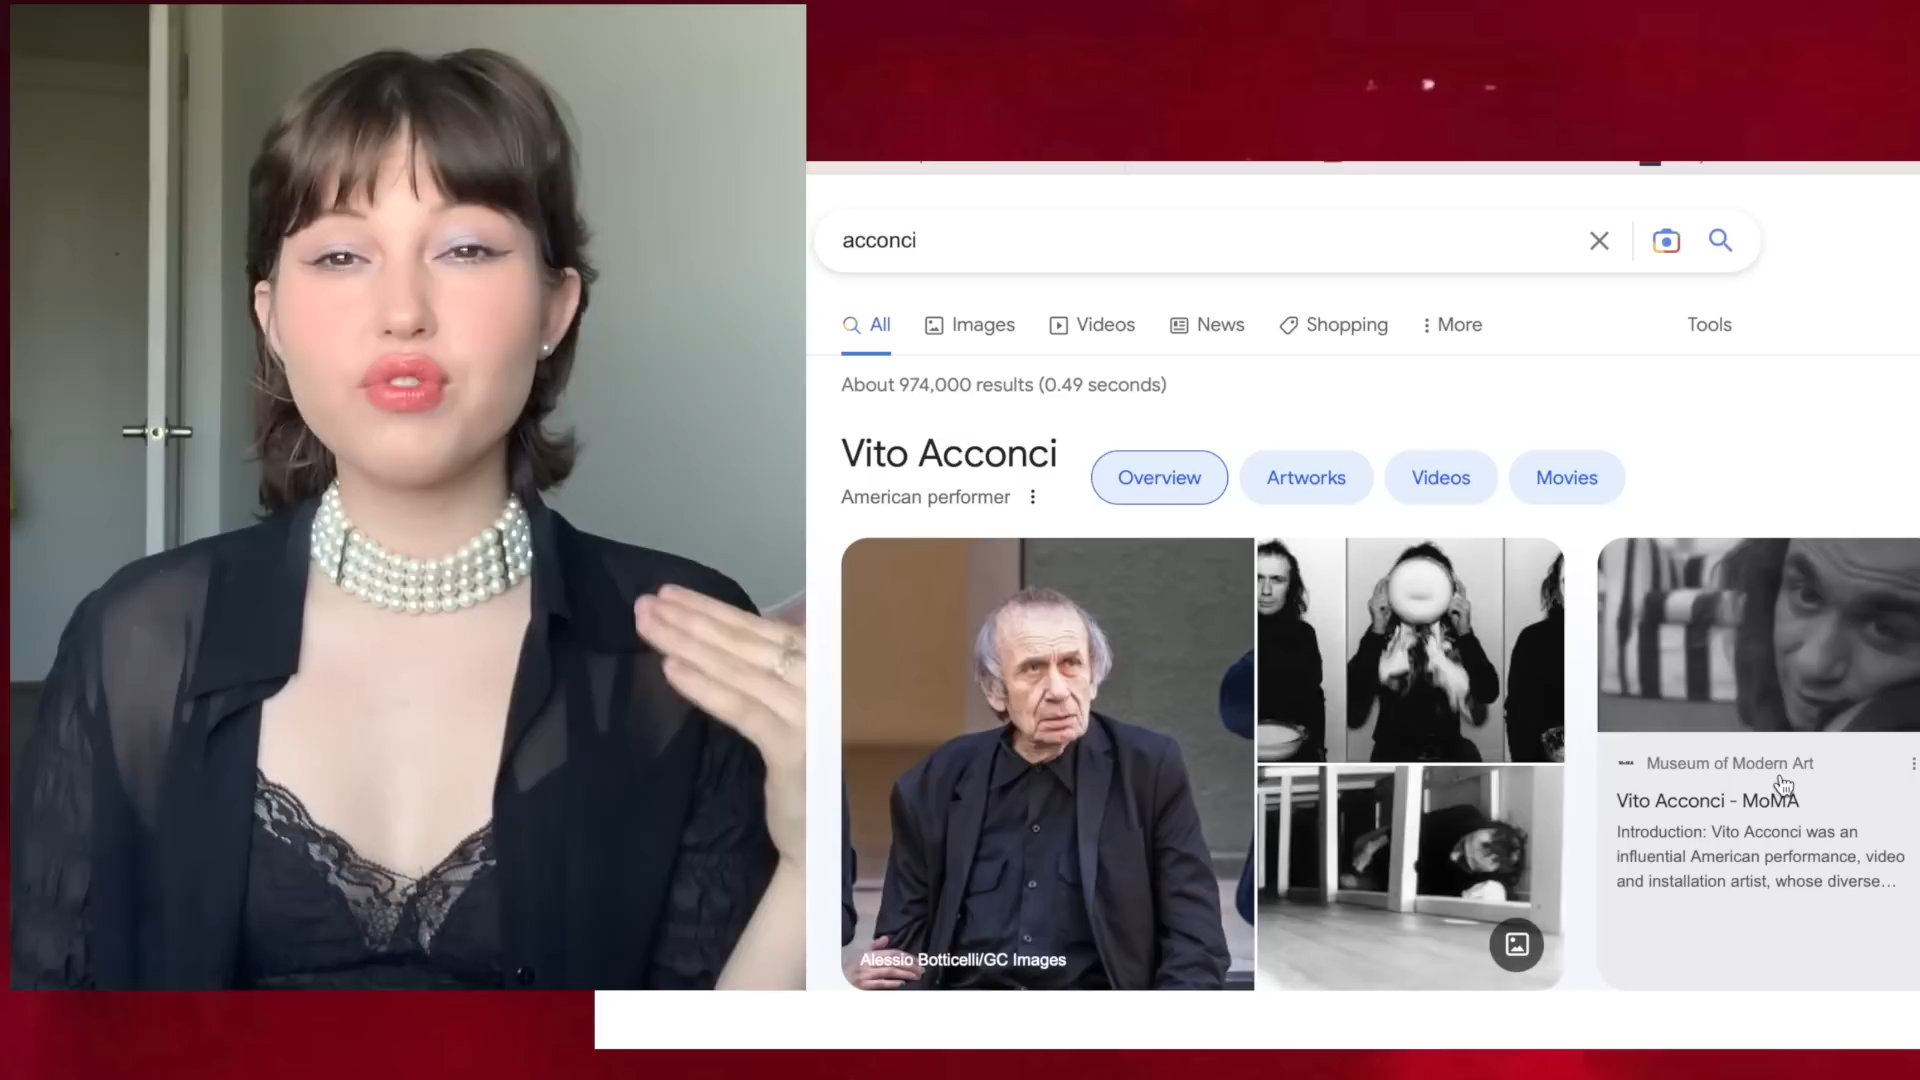 acconci
All
Images
Videos
News
Shopping
More
Tools
About 974,000 results (0.49 seconds)
Vito Acconci
American performer
Overview
Artworks
Videos
Movies
Alessio Botticelli/GC Images
Museum of Modern Art
Vito Acconci - MoMA
Introduction: Vito Acconci was an
influential American performance, video
and installation artist, whose diverse...